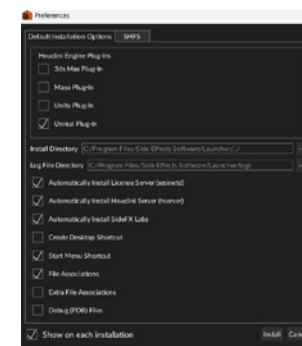 Preferences
Default Installation Options SHIFS
Houdini Engine Plug-Ins
3ds Max Plug-In
Maya Plug-In
Unity Plug-In
Unreal Plug-In
Install Directory C:/Program Files/Side Effects Software/Launcher/../
Log File Directory C:/Program Files/Side Effects Software/Launcher/logs
Automatically Install License Server (sesinetd)
Automatically Install Houdini Server (hserver)
Automatically Install SideFX Labs
Create Desktop Shortcut
Start Menu Shortcut
File Associations
Extra File Associations
Debug (PDB) Files
Show on each installation Install Canc